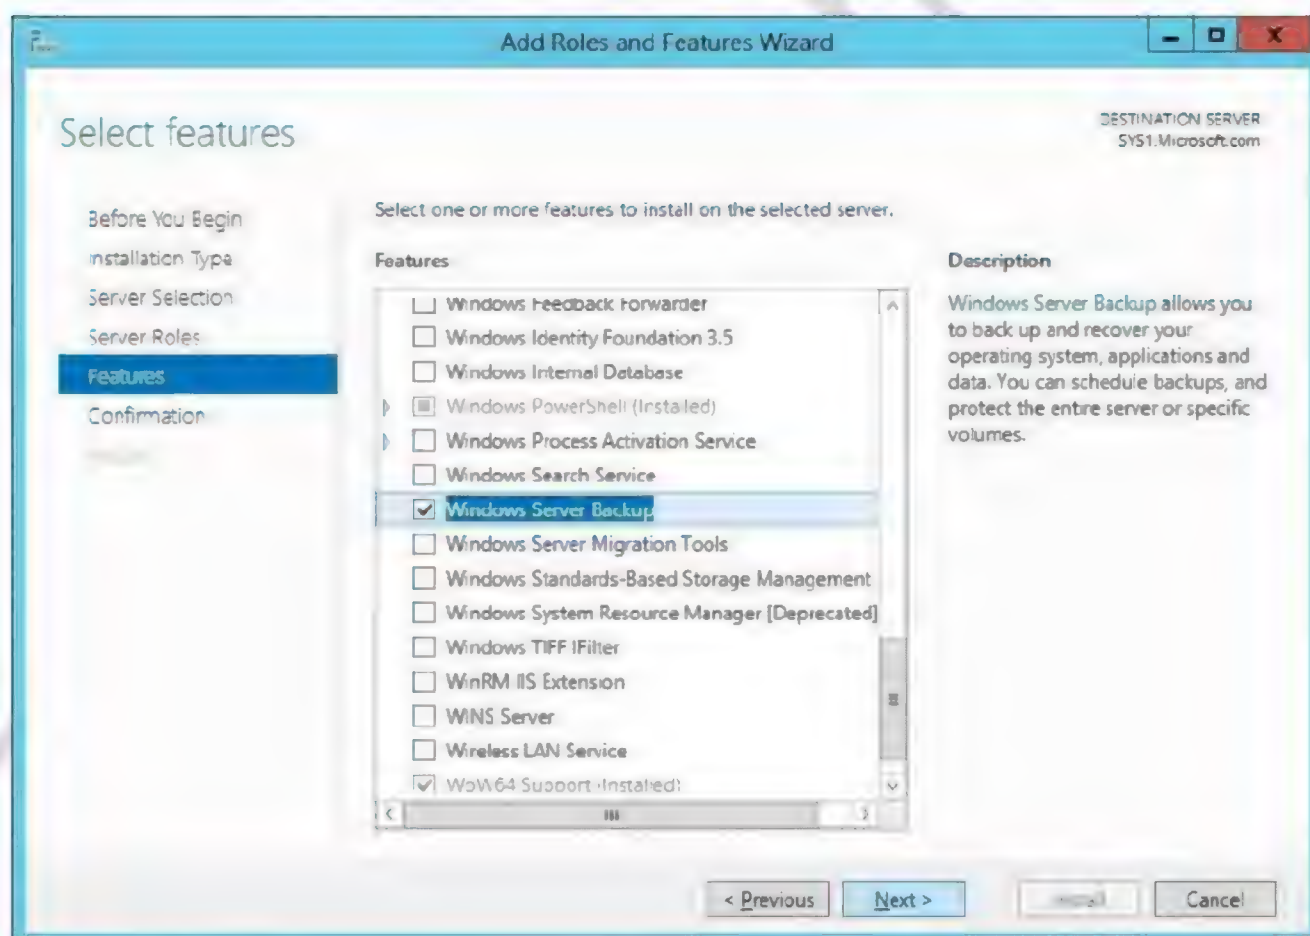 Add Roles and Features Wizard
Select features
DESTINATION SERVER
SYS1.Microsoft.com
Before You Begin
Installation Type
Server Selection
Server Roles
Features
Confirmation
Select one or more features to install on the selected server.
Features
Windows Feedback Forwarder
Windows Identity Foundation 3.5
Windows Internal Database
Windows PowerShell (Installed)
Windows Process Activation Service
Windows Search Service
Windows Server Backup
Windows Server Migration Tools
Windows Standards-Based Storage Management
Windows System Resource Manager [Deprecated]
Windows TIFF IFilter
WinRM IIS Extension
WINS Server
Wireless LAN Service
WoW64 Support (Installed)
Description
Windows Server Backup allows you
to back up and recover your
operating system, applications and
data. You can schedule backups, and
protect the entire server or specific
volumes.
< Previous
Next >
Install
Cancel